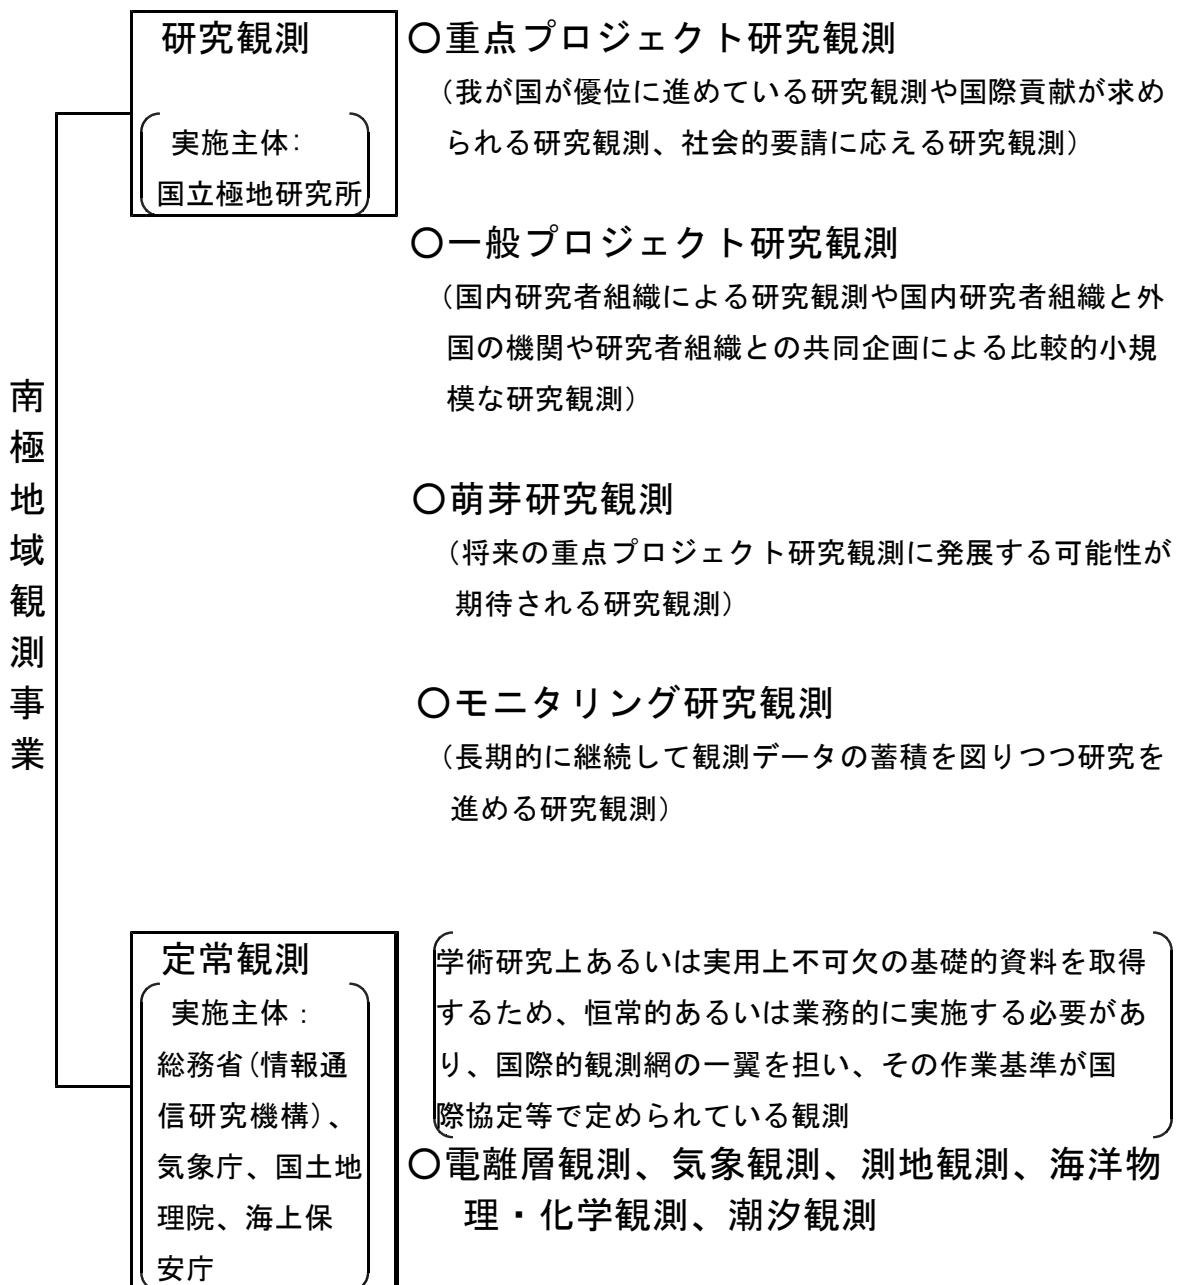 南極地域観測事業
研究観測
実施主体：
国立極地研究所
○重点プロジェクト研究観測
（我が国が優位に進めている研究観測や国際貢献が求め
られる研究観測、社会的要請に応える研究観測）
○一般プロジェクト研究観測
（国内研究者組織による研究観測や国内研究者組織と外
国の機関や研究者組織との共同企画による比較的小規
模な研究観測）
○萌芽研究観測
（将来の重点プロジェクト研究観測に発展する可能性が
期待される研究観測）
○モニタリング研究観測
（長期的に継続して観測データの蓄積を図りつつ研究を
進める研究観測）
定常観測
実施主体：
総務省（情報通
信研究機構）、
気象庁、国土地
理院、海上保
安庁
学術研究上あるいは実用上不可欠の基礎的資料を取得
するため、恒常的あるいは業務的に実施する必要があ
り、国際的観測網の一翼を担い、その作業基準が国
際協定等で定められている観測
○電離層観測、気象観測、測地観測、海洋物
理・化学観測、潮汐観測